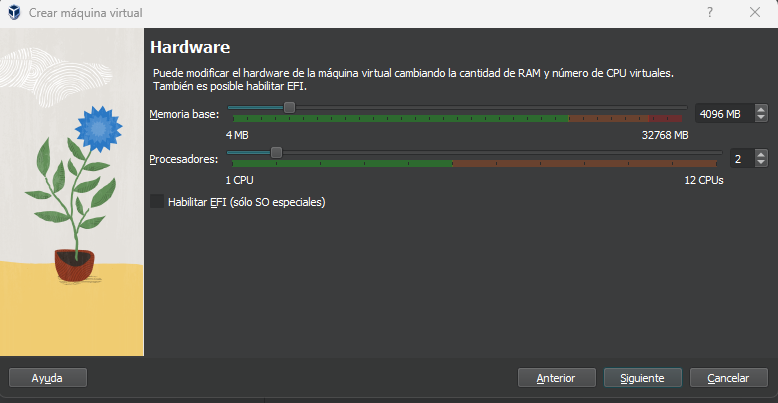 Crear máquina virtual
Hardware
Puede modificar el hardware de la máquina virtual cambiando la cantidad de RAM y número de CPU virtuales.
También es posible habilitar EFI.
Memoria base:
4096 MB
4 MB
32768 MB
Procesadores:
2
1 CPU
12 CPUs
Habilitar EFI (sólo SO especiales)
Ayuda
Anterior
Siguiente
Cancelar